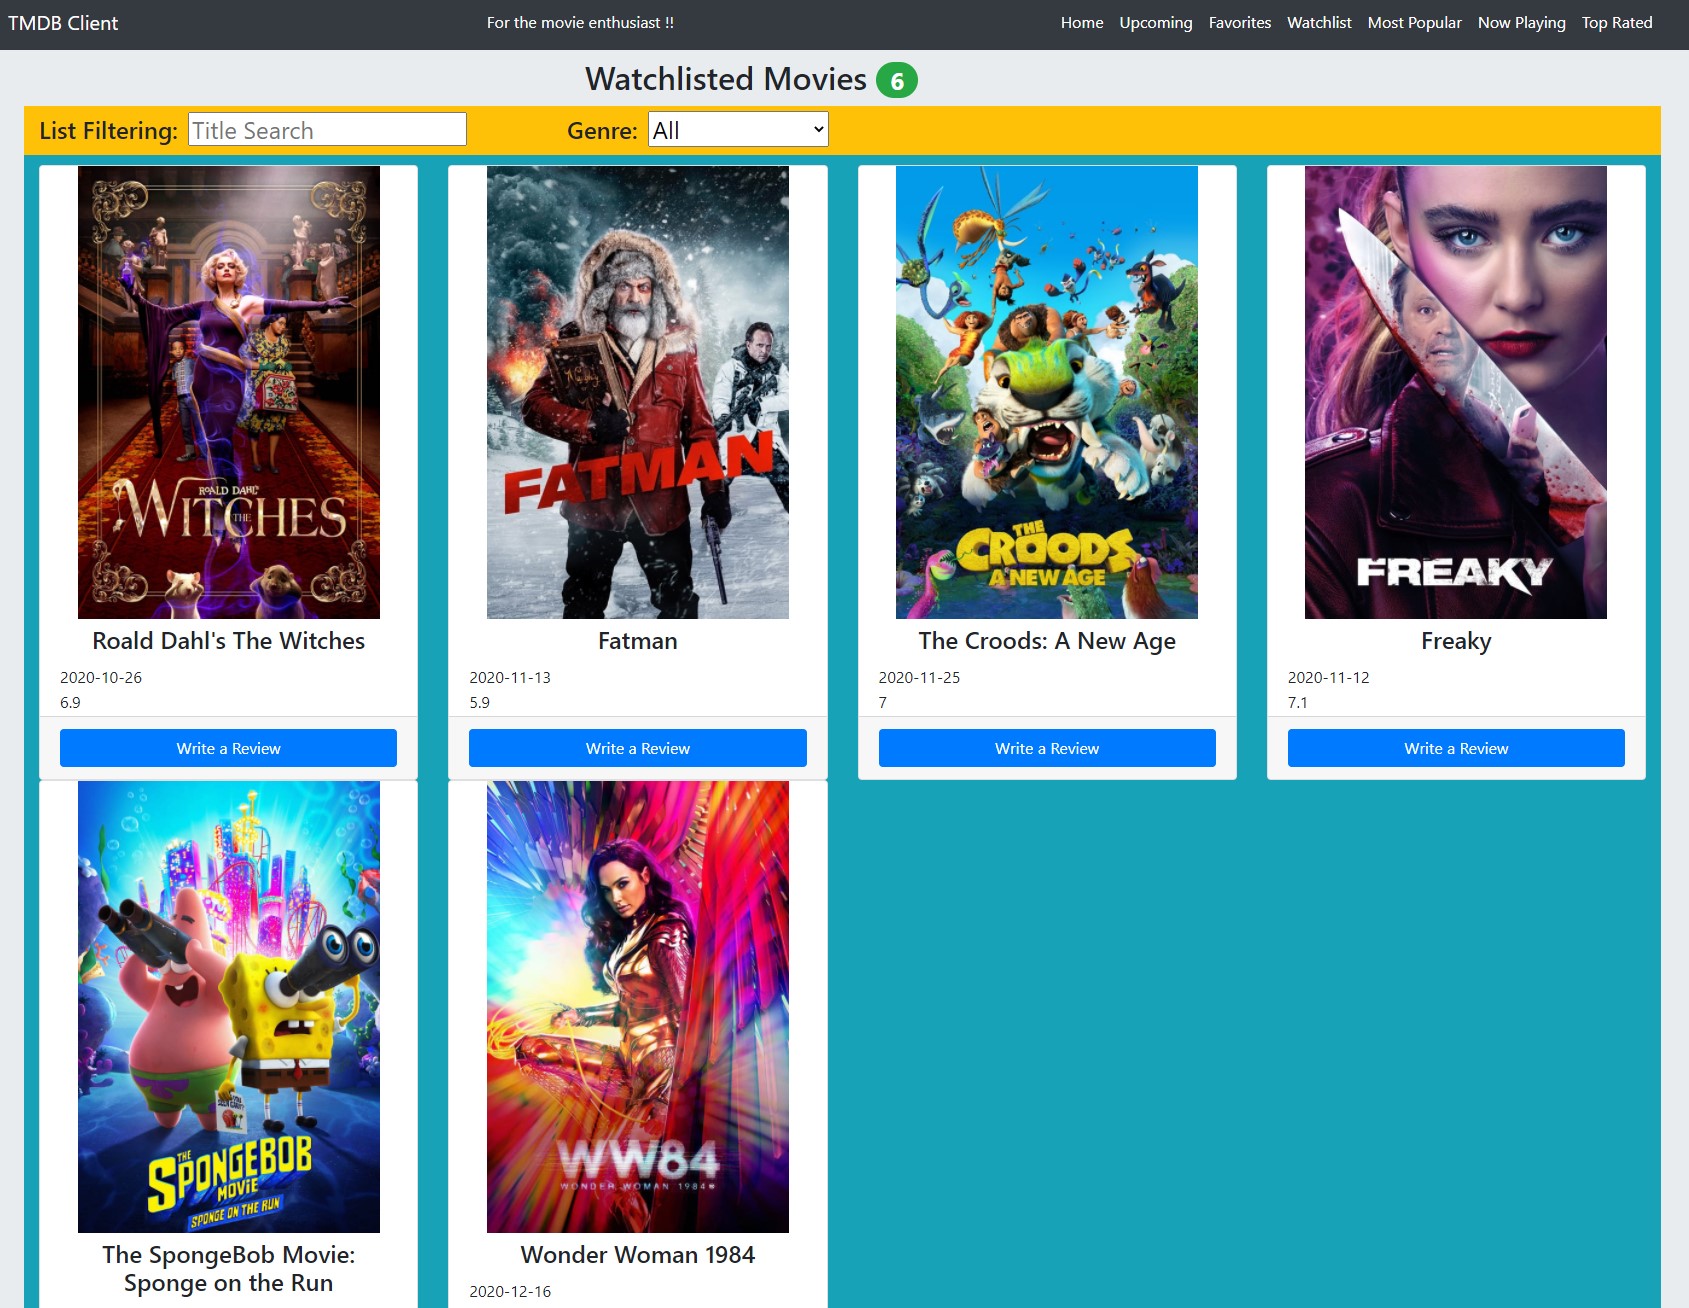 TMDB Client
For the movie enthusiast !!
Home Upcoming Favorites Watchlist Most Popular Now Playing Top Rated
Watchlisted Movies 6
List Filtering: Title Search Genre: All
ROALD DAHL'S
THE WITCHES
Naughty
FATMAN
THE
CROODS
A NEW AGE
FREAKY
Roald Dahl's The Witches
2020-10-26
6.9
Write a Review
Fatman
2020-11-13
5.9
Write a Review
The Croods: A New Age
2020-11-25
7
Write a Review
Freaky
2020-11-12
7.1
Write a Review
THE
SPONGEBOB
MOVIE
SPONGE ON THE RUN
WW84
WONDER WOMAN 1984
The SpongeBob Movie:
Sponge on the Run
Wonder Woman 1984
2020-12-16